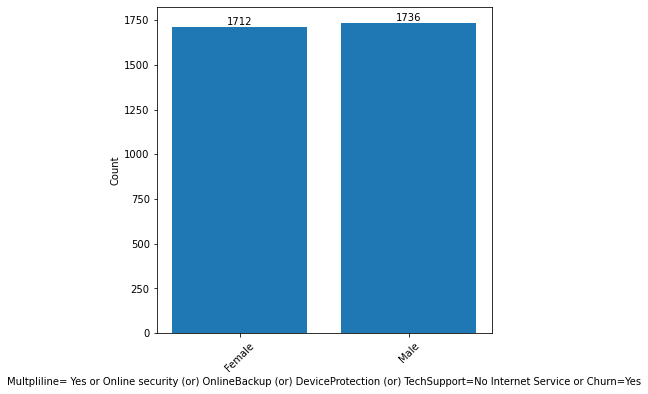 1712
1736
1750
1500
1250
1000
750
500
250
0
Count
Female
Male
Multpliline= Yes or Online security (or) OnlineBackup (or) DeviceProtection (or) TechSupport=No Internet Service or Churn=Yes